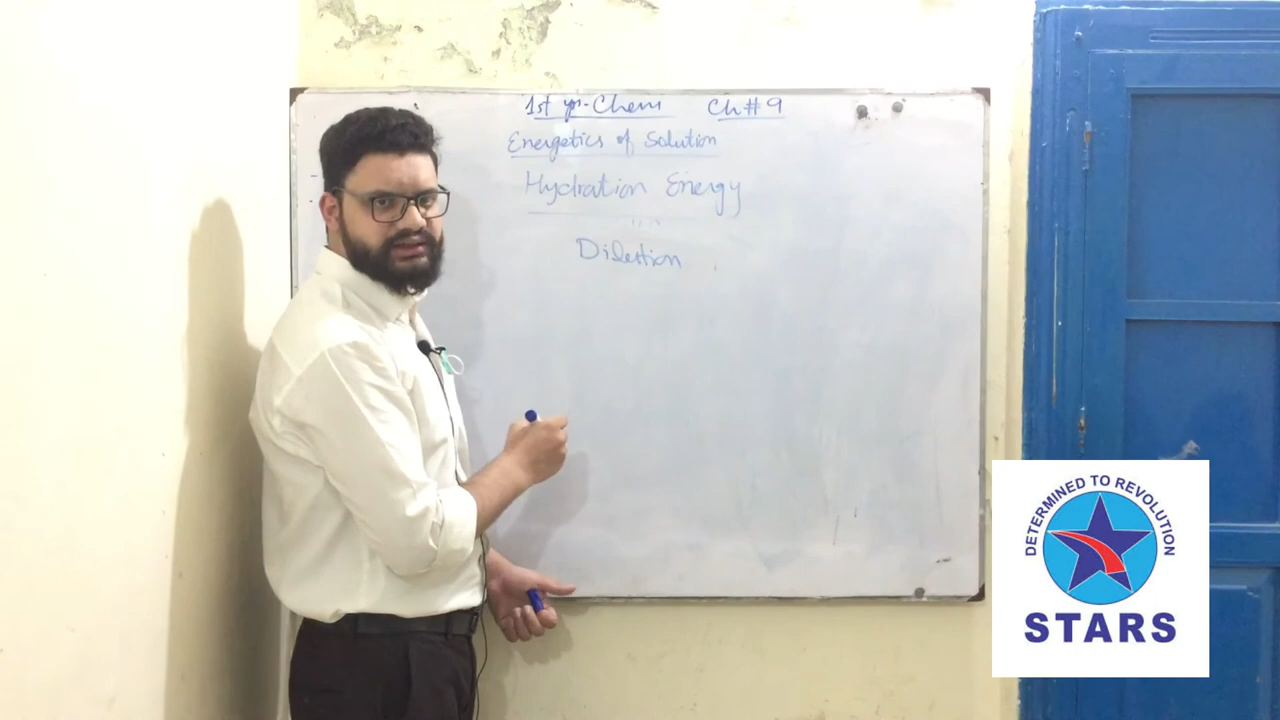 1st yr-Chem Ch# 9
Energetics of Solution
Hydration Energy
Dilution
DETERMINED TO REVOLUTION
STARS